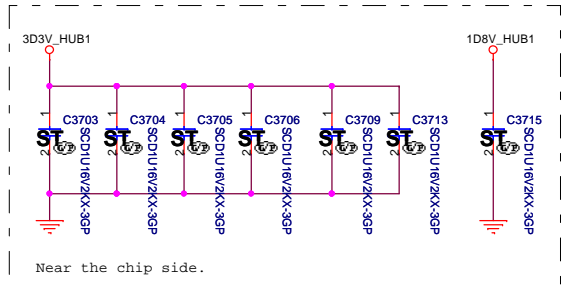 3D3V_HUB1
1D8V_HUB1
C3703
C3704
C3705
C3706
C3709
C3713
C3715
1
1
1
1
1
1
1
ST
ST
ST
ST
ST
ST
ST
2
2
2
2
2
2
2
SCD1U16V2KX-3GP
SCD1U16V2KX-3GP
SCD1U16V2KX-3GP
SCD1U16V2KX-3GP
SCD1U16V2KX-3GP
SCD1U16V2KX-3GP
SCD1U16V2KX-3GP
Near the chip side.